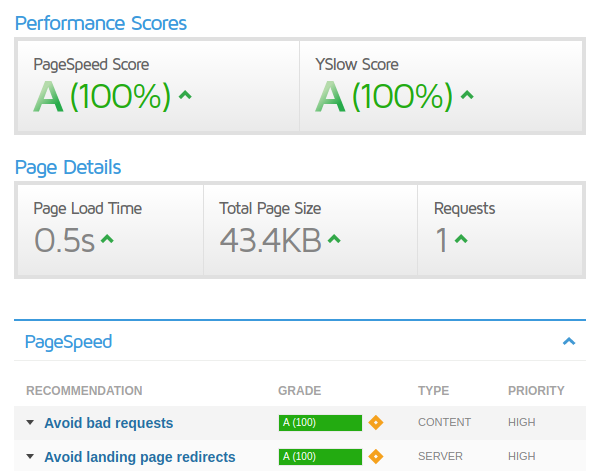 Performance Scores
PageSpeed Score
YSlow Score
A (100%)
A (100%)
Page Details
Page Load Time
Total Page Size
Requests
0.5s
43.4KB
1
PageSpeed
RECOMMENDATION GRADE TYPE PRIORITY
Avoid bad requests A (100) CONTENT HIGH
Avoid landing page redirects A (100) SERVER HIGH